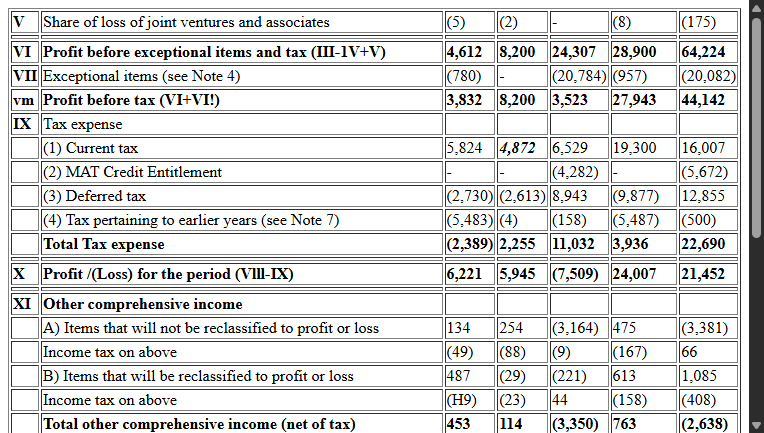 V Share of loss of joint ventures and associates (5) (2) - (8) (175)
VI Profit before exceptional items and tax (III-1V+V) 4,612 8,200 24,307 28,900 64,224
VII Exceptional items (see Note 4) (780) - (20,784) (957) (20,082)
vm Profit before tax (VI+VI!) 3,832 8,200 3,523 27,943 44,142
IX Tax expense
(1) Current tax 5,824 4,872 6,529 19,300 16,007
(2) MAT Credit Entitlement - - (4,282) - (5,672)
(3) Deferred tax (2,730) (2,613) 8,943 (9,877) 12,855
(4) Tax pertaining to earlier years (see Note 7) (5,483) (4) (158) (5,487) (500)
Total Tax expense (2,389) 2,255 11,032 3,936 22,690
X Profit /(Loss) for the period (Vlll-IX) 6,221 5,945 (7,509) 24,007 21,452
XI Other comprehensive income
A) Items that will not be reclassified to profit or loss 134 254 (3,164) 475 (3,381)
Income tax on above (49) (88) (9) (167) 66
B) Items that will be reclassified to profit or loss 487 (29) (221) 613 1,085
Income tax on above (H9) (23) 44 (158) (408)
Total other comprehensive income (net of tax) 453 114 (3,350) 763 (2,638)